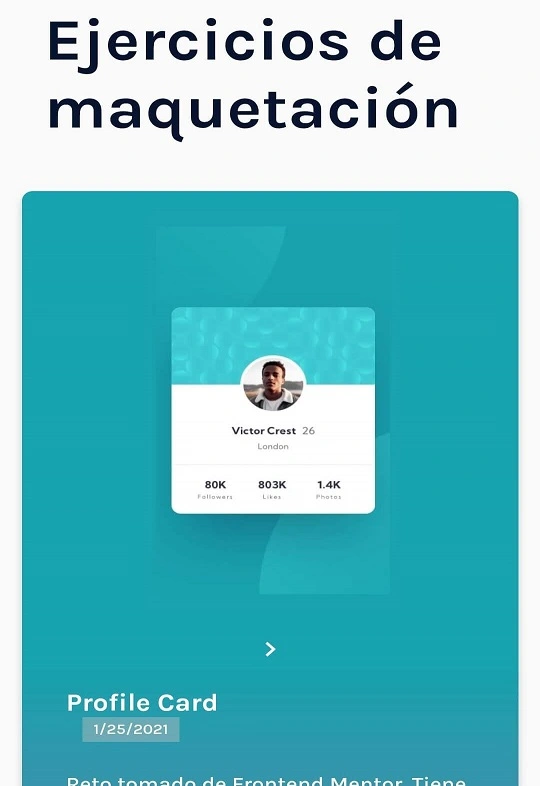 Ejercicios de
maquetación
Victor Crest 26
London
80K 803K 1.4K
Followers Likes Photos
Profile Card
1/25/2021
Reto tomado de Frontend Mentor. Tiene